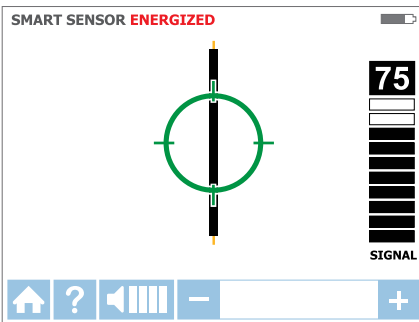 SMART SENSOR ENERGIZED
75
SIGNAL
? − +